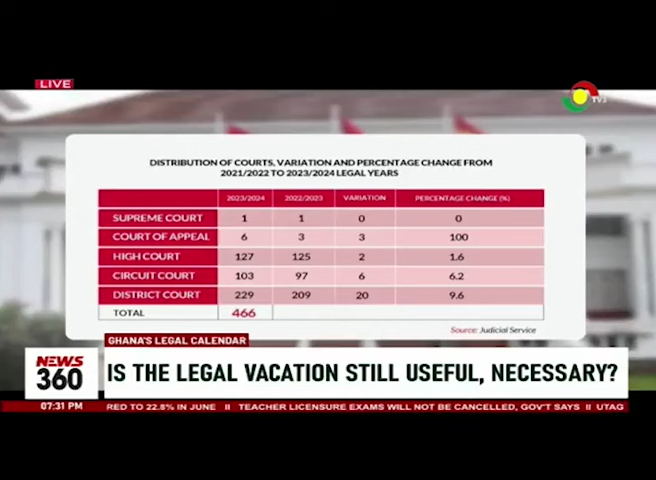 LIVE
TV3
DISTRIBUTION OF COURTS, VARIATION AND PERCENTAGE CHANGE FROM
2021/2022 TO 2023/2024 LEGAL YEARS
2023/2024 2022/2023 VARIATION PERCENTAGE CHANGE (%)
SUPREME COURT 1 1 0 0
COURT OF APPEAL 6 3 3 100
HIGH COURT 127 125 2 1.6
CIRCUIT COURT 103 97 6 6.2
DISTRICT COURT 229 209 20 9.6
TOTAL 466
Source: Judicial Service
GHANA'S LEGAL CALENDAR
NEWS
360
IS THE LEGAL VACATION STILL USEFUL, NECESSARY?
07:31 PM RED TO 22.8% IN JUNE II TEACHER LICENSURE EXAMS WILL NOT BE CANCELLED, GOV'T SAYS II UTAG